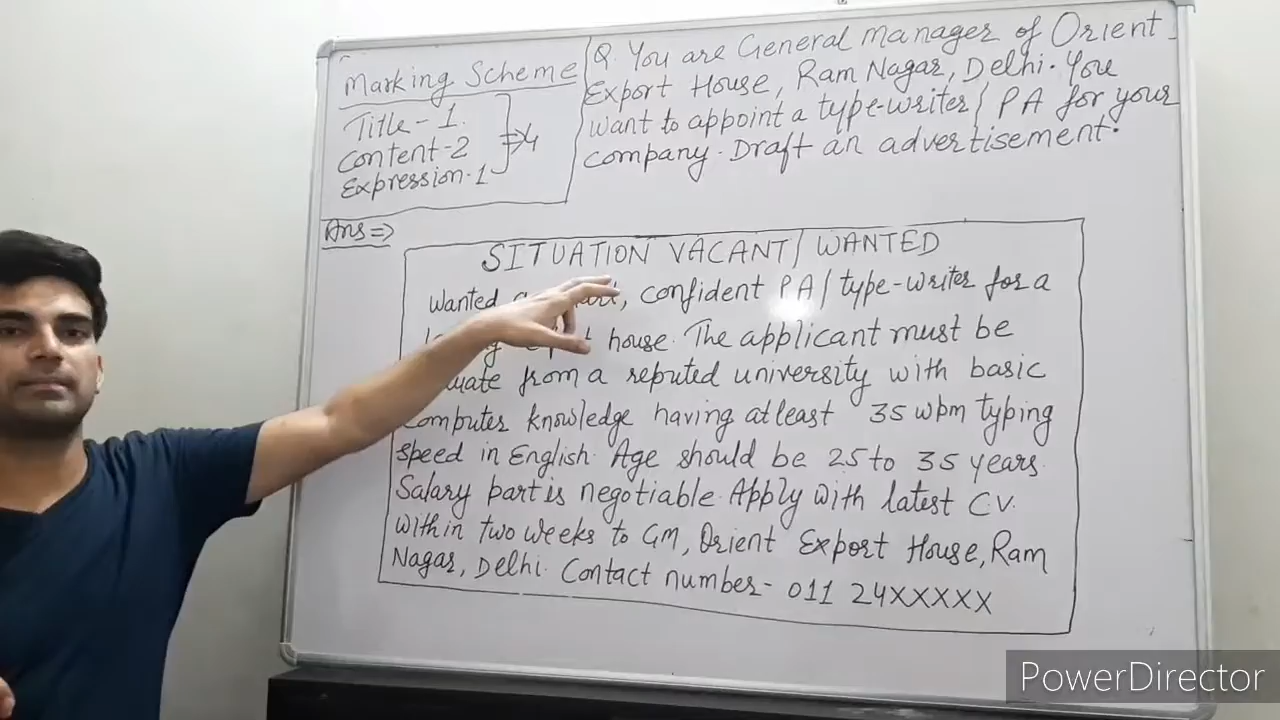 Marking Scheme
Title - 1.
Content - 2
Expression - 1
⇒ 4
Q. You are General manager of Orient
Export House, Ram Nagar, Delhi. You
want to appoint a type-writer/ PA for your
company. Draft an advertisement.
Ans ⇒
SITUATION VACANT/ WANTED
Wanted a , confident PA/ type-writer for a
house. The applicant must be
from a reputed university with basic
computer knowledge having atleast 35 wpm typing
speed in English. Age should be 25 to 35 years.
Salary part is negotiable. Apply with latest C.V.
within two weeks to GM, Orient Export House, Ram
Nagar, Delhi. Contact number - 011 24XXXXX
PowerDirector